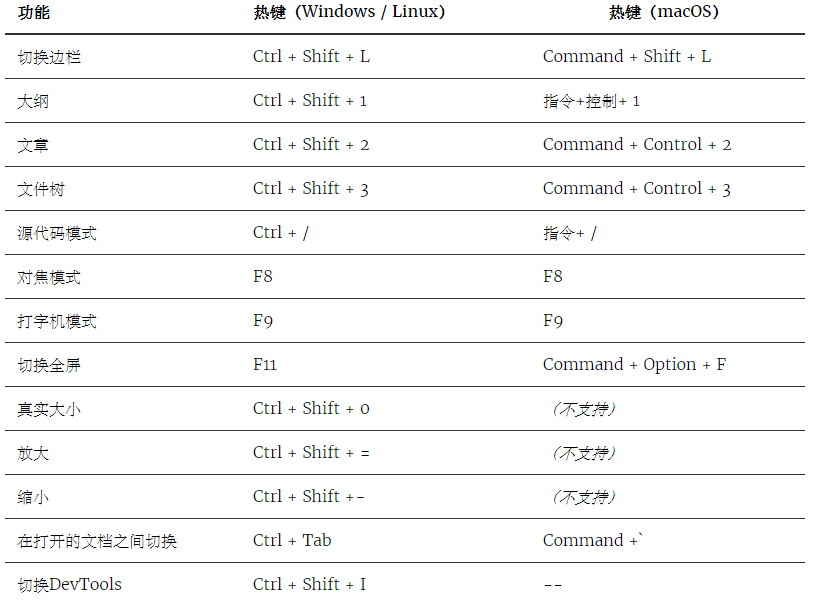 功能 热键（Windows / Linux） 热键（macOS）
切换边栏 Ctrl + Shift + L Command + Shift + L
大纲 Ctrl + Shift + 1 指令+控制+ 1
文章 Ctrl + Shift + 2 Command + Control + 2
文件树 Ctrl + Shift + 3 Command + Control + 3
源代码模式 Ctrl + / 指令+ /
对焦模式 F8 F8
打字机模式 F9 F9
切换全屏 F11 Command + Option + F
真实大小 Ctrl + Shift + 0 （不支持）
放大 Ctrl + Shift + = （不支持）
缩小 Ctrl + Shift +- （不支持）
在打开的文档之间切换 Ctrl + Tab Command +`
切换DevTools Ctrl + Shift + I --